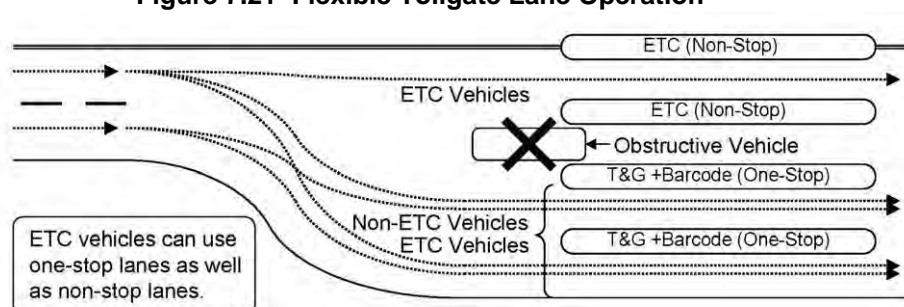 Figure 7.21 Flexible Tollgate Lane Operation
ETC (Non-Stop)
ETC Vehicles
ETC (Non-Stop)
Obstructive Vehicle
T&G +Barcode (One-Stop)
Non-ETC Vehicles
ETC Vehicles
T&G +Barcode (One-Stop)
ETC vehicles can use
one-stop lanes as well
as non-stop lanes.